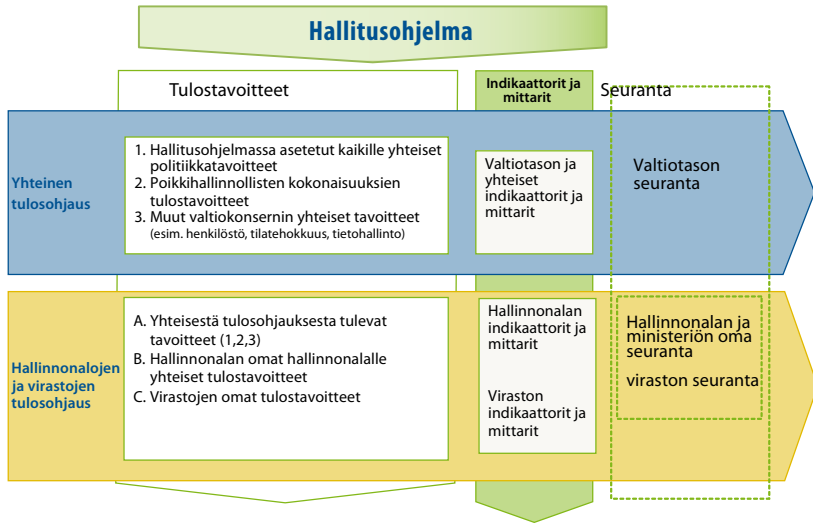 Hallitusohjelma
Tulostavoitteet
Indikaattorit ja
mittarit
Seuranta
Yhteinen
tulosohjaus
1. Hallitusohjelmassa asetetut kaikille yhteiset
politiikkatavoitteet
2. Poikkihallinnollisten kokonaisuuksien
tulostavoitteet
3. Muut valtiokonsernin yhteiset tavoitteet
(esim. henkilöstö, tilatehokkuus, tietohallinto)
Valtiotason ja
yhteiset
indikaattorit ja
mittarit
Valtiotason
seuranta
Hallinnonalojen
ja virastojen
tulosohjaus
A. Yhteisestä tulosohjauksesta tulevat
tavoitteet (1,2,3)
B. Hallinnonalan omat hallinnonalalle
yhteiset tulostavoitteet
C. Virastojen omat tulostavoitteet
Hallinnonalan
indikaattorit ja
mittarit
Viraston
indikaattorit ja
mittarit
Hallinnonalan ja
ministeriön oma
seuranta
viraston seuranta